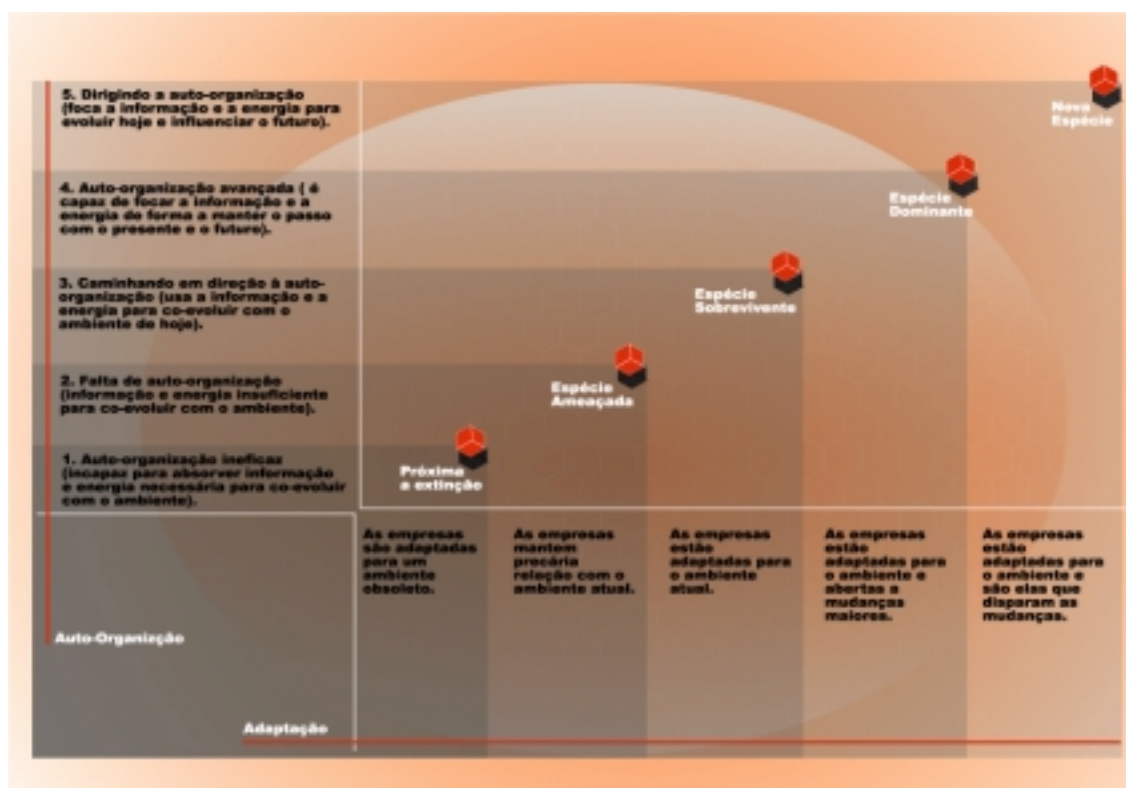 5. Dirigindo a auto-organização
(foca a informação e a energia para
evoluir hoje e influenciar o futuro).
Nova
Espécie
4. Auto-organização avançada ( é
capaz de focar a informação e a
energia de forma a manter o passo
com o presente e o futuro).
Espécie
Dominante
3. Caminhando em direção à auto-
organização (usa a informação e a
energia para co-evoluir com o
ambiente de hoje).
Espécie
Sobrevivente
2. Falta de auto-organização
(informação e energia insuficiente
para co-evoluir com o ambiente).
Espécie
Ameaçada
1. Auto-organização ineficaz
(incapaz para absorver informação
e energia necessária para co-evoluir
com o ambiente).
Próxima
a extinção
As empresas
são adaptadas
para um
ambiente
obsoleto.
As empresas
mantem
precária
relação com o
ambiente atual.
As empresas
estão
adaptadas para
o ambiente
atual.
As empresas
estão
adaptadas para
o ambiente e
abertas a
mudanças
maiores.
As empresas
estão
adaptadas para
o ambiente e
são elas que
disparam as
mudanças.
Auto-Organizção
Adaptação